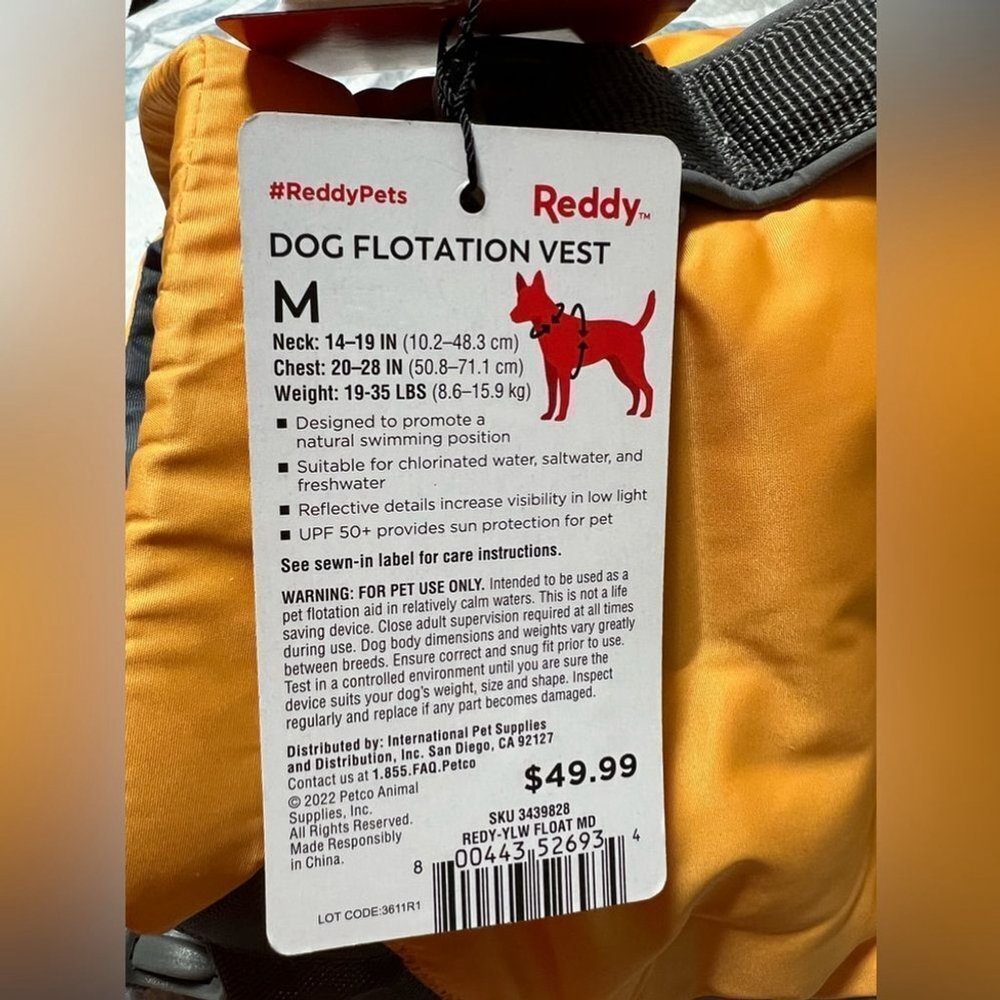 #ReddyPets
Reddy™
DOG FLOTATION VEST
M
Neck: 14–19 IN (10.2–48.3 cm)
Chest: 20–28 IN (50.8–71.1 cm)
Weight: 19-35 LBS (8.6–15.9 kg)
■ Designed to promote a
natural swimming position
■ Suitable for chlorinated water, saltwater, and
freshwater
■ Reflective details increase visibility in low light
■ UPF 50+ provides sun protection for pet
See sewn-in label for care instructions.
WARNING: FOR PET USE ONLY. Intended to be used as a
pet flotation aid in relatively calm waters. This is not a life
saving device. Close adult supervision required at all times
during use. Dog body dimensions and weights vary greatly
between breeds. Ensure correct and snug fit prior to use.
Test in a controlled environment until you are sure the
device suits your dog's weight, size and shape. Inspect
regularly and replace if any part becomes damaged.
Distributed by: International Pet Supplies
and Distribution, Inc. San Diego, CA 92127
Contact us at 1.855.FAQ.Petco
© 2022 Petco Animal
Supplies, Inc.
All Rights Reserved.
Made Responsibly
in China.
$49.99
SKU 3439828
REDY-YLW FLOAT MD
8 00443 52693 4
LOT CODE:3611R1